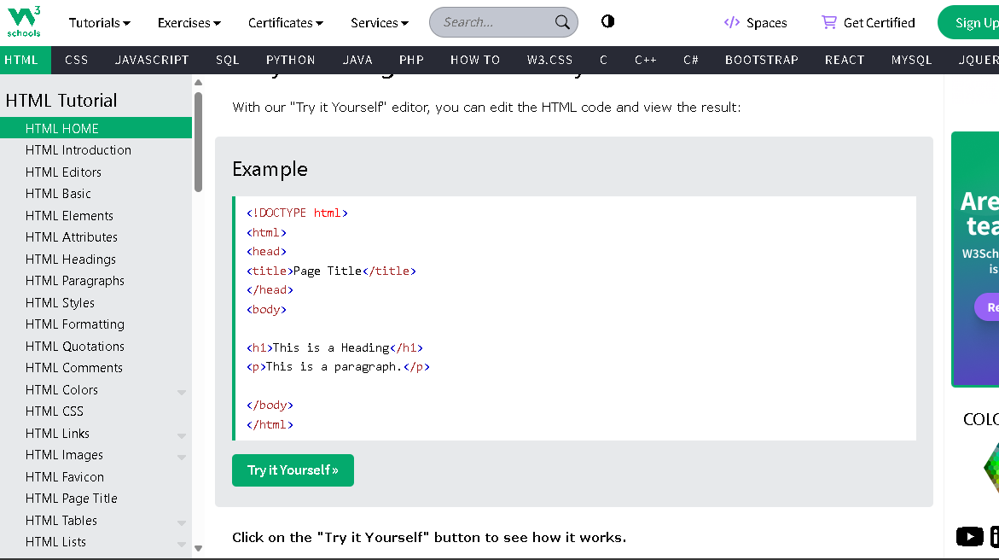 3
schools
Tutorials
Exercises
Certificates
Services
Search...
Spaces
Get Certified
Sign Up
HTML
CSS
JAVASCRIPT
SQL
PYTHON
JAVA
PHP
HOW TO
W3.CSS
C
C++
C#
BOOTSTRAP
REACT
MYSQL
JQUER
HTML Tutorial
HTML HOME
HTML Introduction
HTML Editors
HTML Basic
HTML Elements
HTML Attributes
HTML Headings
HTML Paragraphs
HTML Styles
HTML Formatting
HTML Quotations
HTML Comments
HTML Colors
HTML CSS
HTML Links
HTML Images
HTML Favicon
HTML Page Title
HTML Tables
HTML Lists
With our "Try it Yourself" editor, you can edit the HTML code and view the result:
Example
<!DOCTYPE html>
<html>
<head>
<title>Page Title</title>
</head>
<body>
<h1>This is a Heading</h1>
<p>This is a paragraph.</p>
</body>
</html>
Try it Yourself »
Click on the "Try it Yourself" button to see how it works.
Are
tea
W3Sch
is
Re
COLO